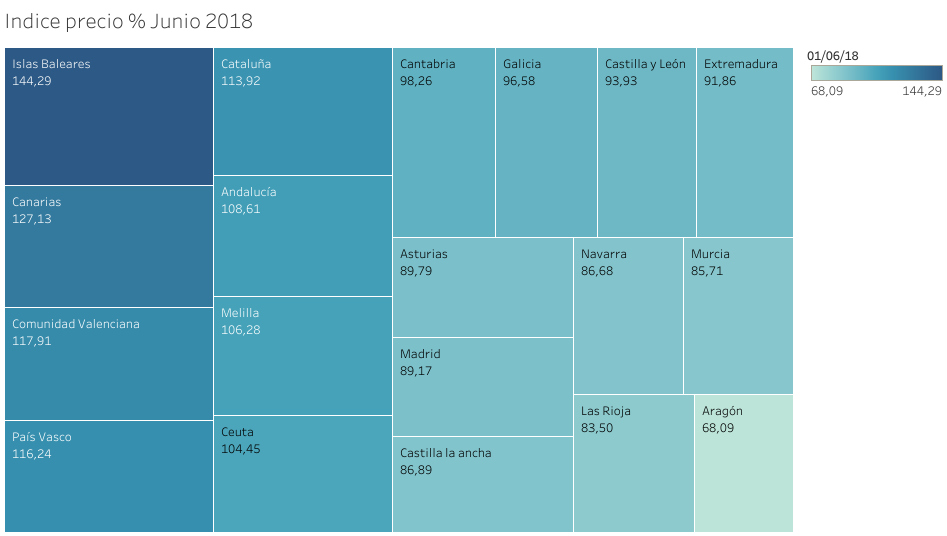 Indice precio % Junio 2018
Islas Baleares
144,29
Canarias
127,13
Comunidad Valenciana
117,91
País Vasco
116,24
Cataluña
113,92
Andalucía
108,61
Melilla
106,28
Ceuta
104,45
Cantabria
98,26
Galicia
96,58
Castilla y León
93,93
Extremadura
91,86
Asturias
89,79
Madrid
89,17
Castilla la ancha
86,89
Navarra
86,68
Murcia
85,71
Las Rioja
83,50
Aragón
68,09
01/06/18
68,09 144,29